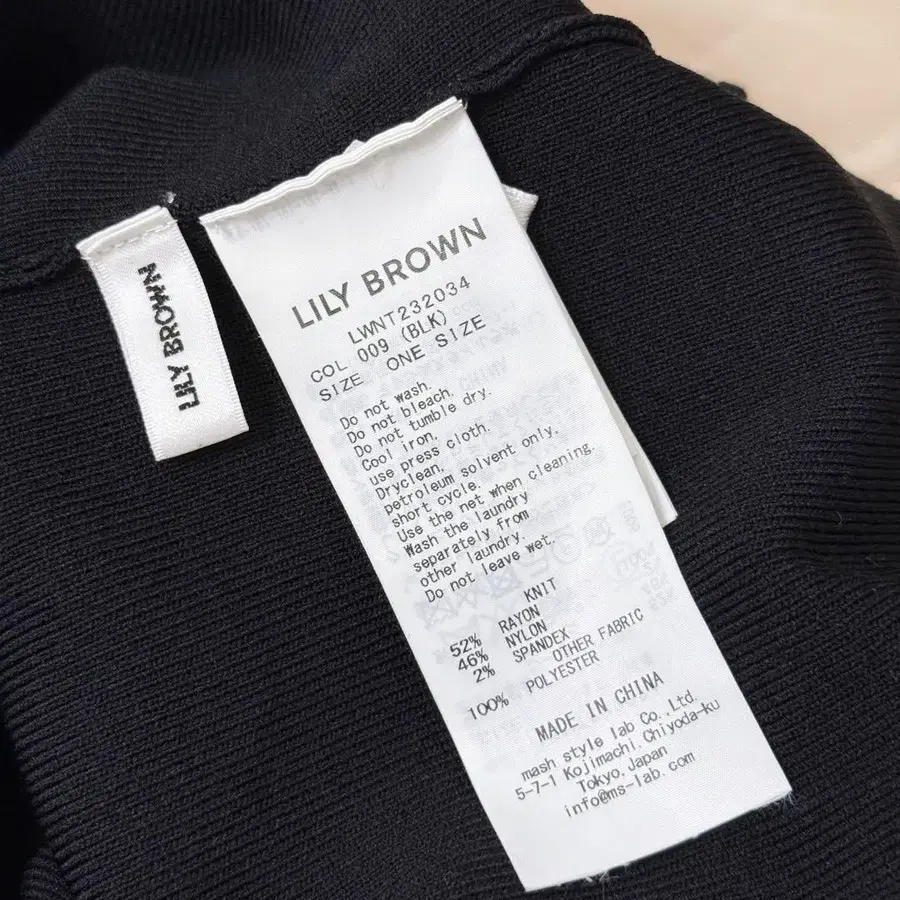 LILY BROWN
LILY BROWN
LWNT232034
COL 009 (BLK)
SIZE ONE SIZE
Do not wash.
Do not bleach.
Do not tumble dry.
Cool iron,
use press cloth.
Dryclean,
petroleum solvent only,
short cycle.
Use the net when cleaning.
Wash the laundry
separately from
other laundry.
Do not leave wet.
KNIT
52% RAYON
46% NYLON
2% SPANDEX
OTHER FABRIC
100% POLYESTER
MADE IN CHINA
mash style lab Co., Ltd.
5-7-1 Kojimachi, Chiyoda-ku
Tokyo, Japan
info@ms-lab.com